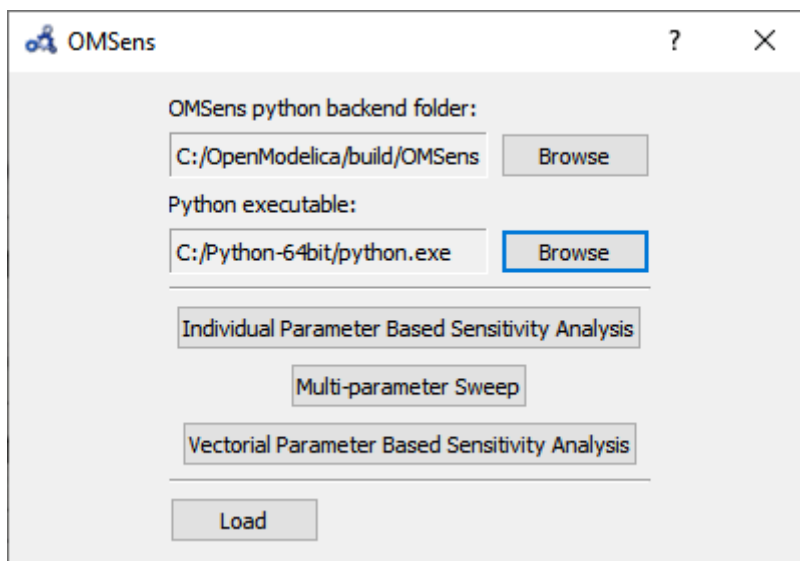 OMSens ?
OMSens python backend folder:
C:/OpenModelica/build/OMSens Browse
Python executable:
C:/Python-64bit/python.exe Browse
Individual Parameter Based Sensitivity Analysis
Multi-parameter Sweep
Vectorial Parameter Based Sensitivity Analysis
Load